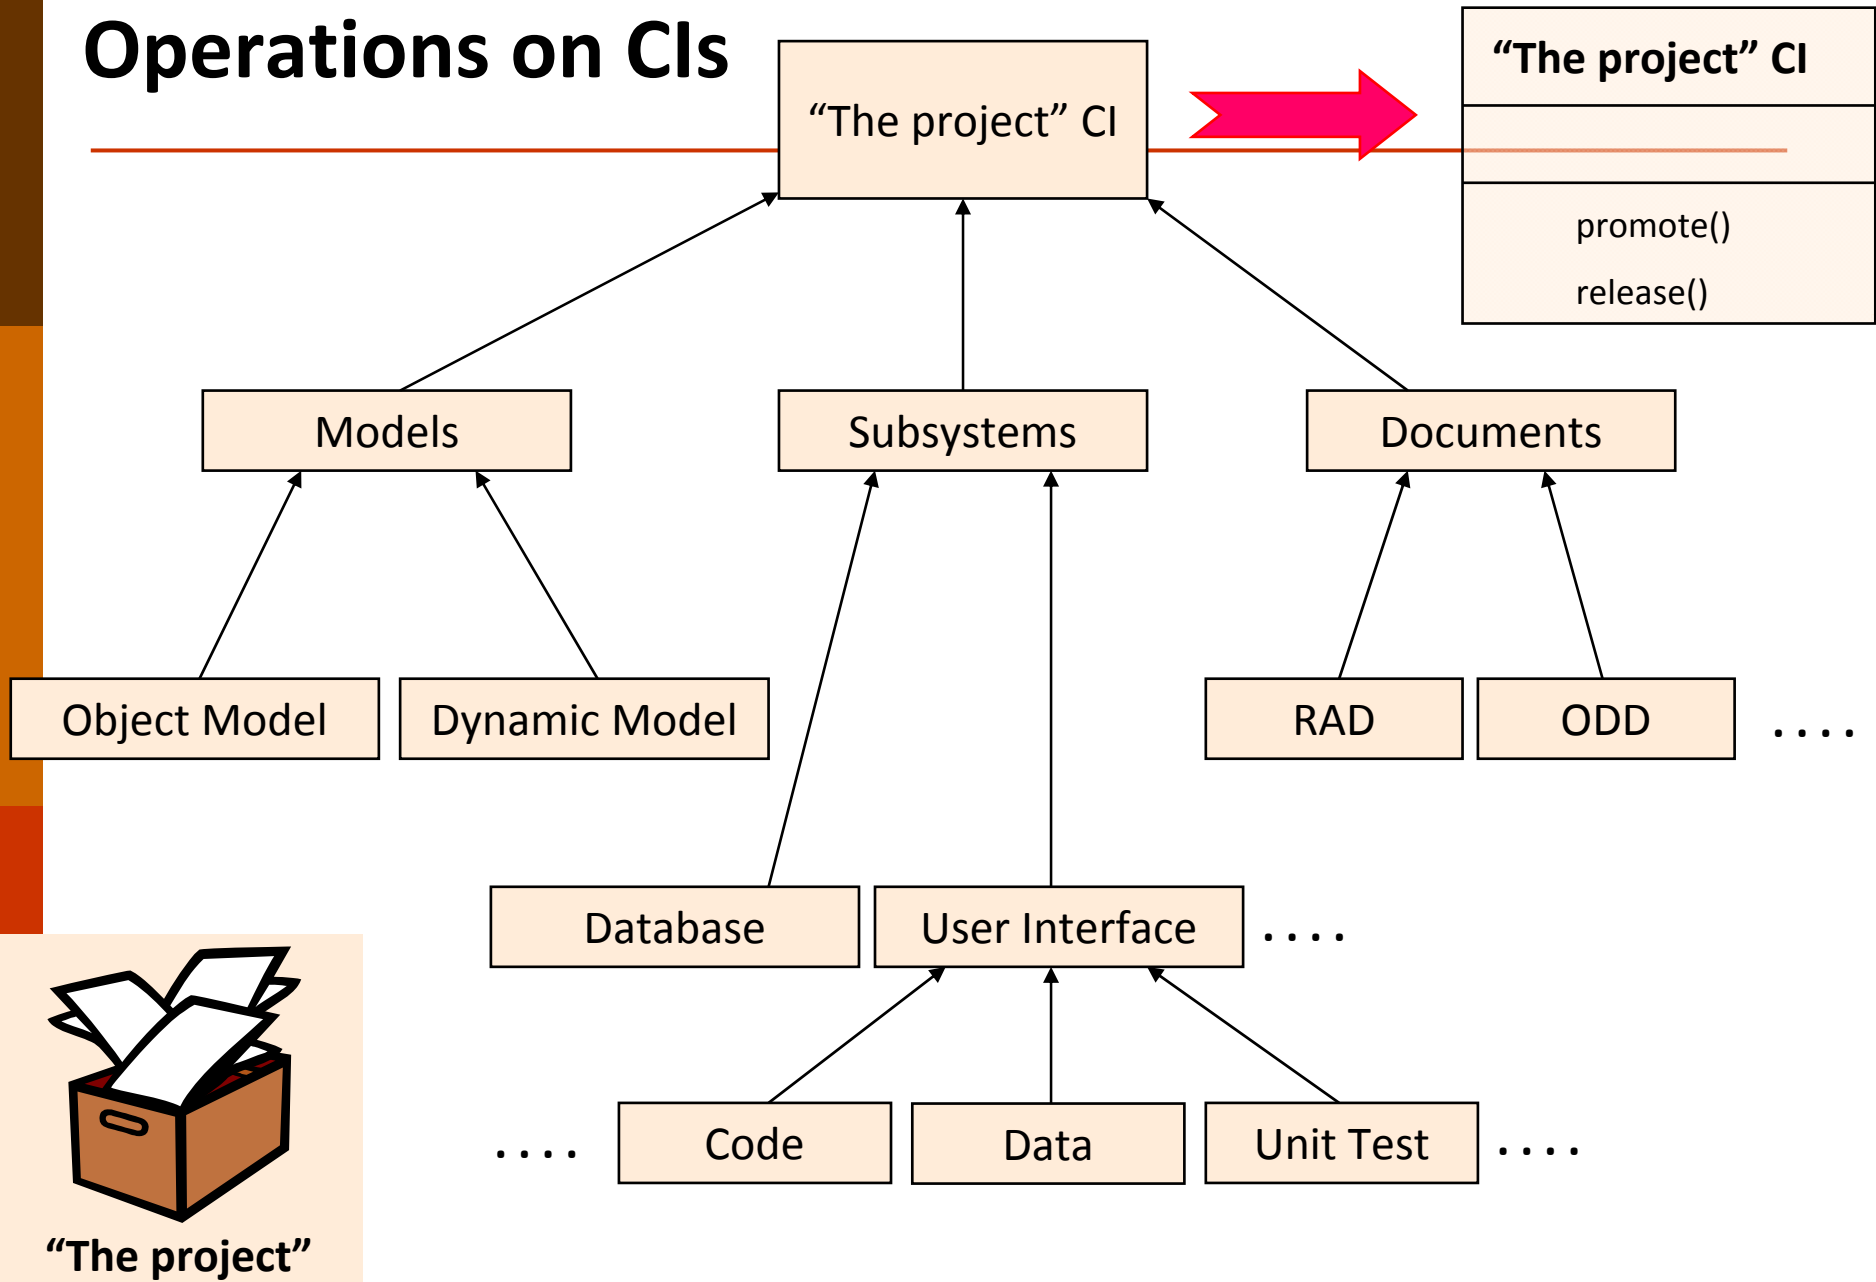 Operations on CIs
“The project” CI
“The project” CI
promote()
release()
Models
Subsystems
Documents
Object Model
Dynamic Model
RAD
ODD
....
Database
User Interface
....
....
Code
Data
Unit Test
....
“The project”